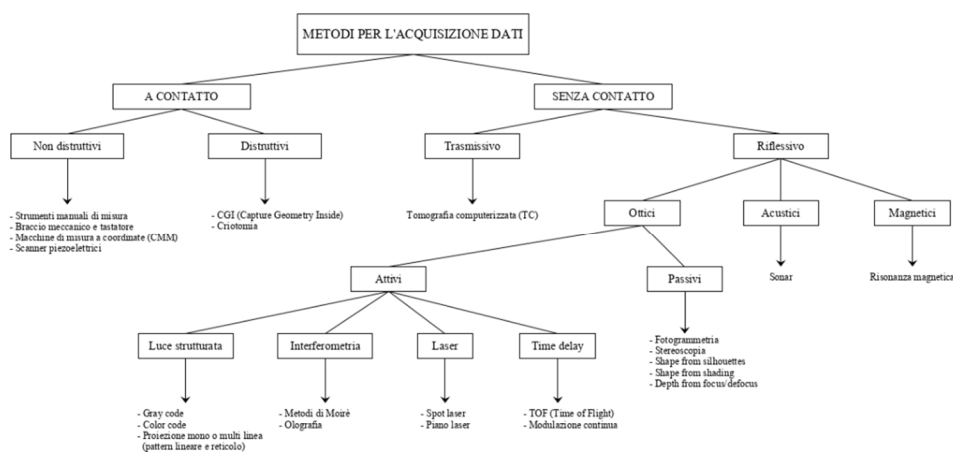 METODI PER L'ACQUISIZIONE DATI
A CONTATTO
SENZA CONTATTO
Non distruttivi
Distruttivi
Trasmissivo
Riflessivo
- Strumenti manuali di misura
- Braccio meccanico e tastatore
- Macchine di misura a coordinate (CMM)
- Scanner piezoelettrici
- CGI (Capture Geometry Inside)
- Criotomia
Tomografia computerizzata (TC)
Ottici
Acustici
Magnetici
Attivi
Passivi
Sonar
Risonanza magnetica
Luce strutturata
Interferometria
Laser
Time delay
- Fotogrammetria
- Stereoscopia
- Shape from silhouettes
- Shape from shading
- Depth from focus/defocus
- Gray code
- Color code
- Proiezione mono o multi linea
(pattern lineare e reticolo)
- Metodi di Moirè
- Olografia
- Spot laser
- Piano laser
- TOF (Time of Flight)
- Modulazione continua